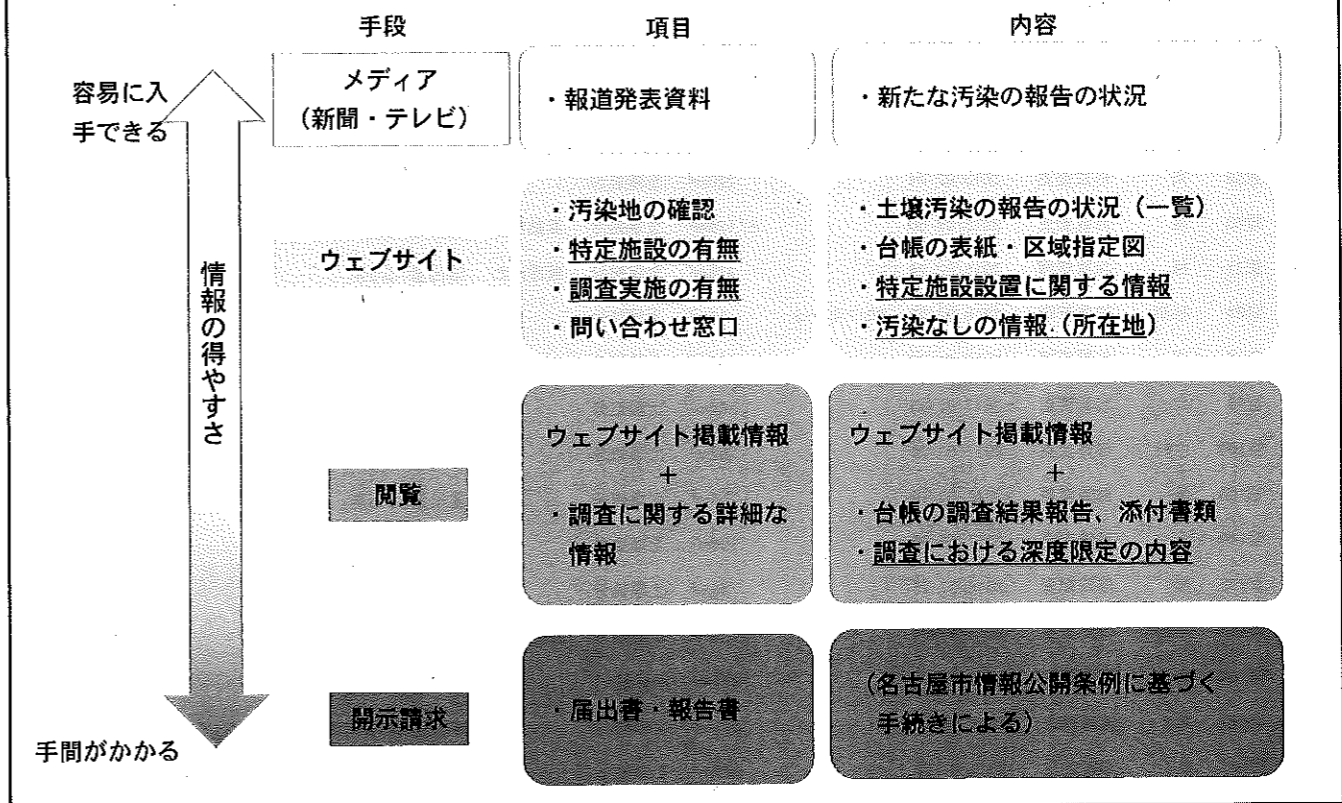 手段
項目
内容
容易に入
手できる
情報の得やすさ
手間がかかる
メディア
(新聞・テレビ)
・報道発表資料
・新たな汚染の報告の状況
ウェブサイト
・汚染地の確認
・特定施設の有無
・調査実施の有無
・問い合わせ窓口
・土壌汚染の報告の状況(一覧)
・台帳の表紙・区域指定図
・特定施設設置に関する情報
・汚染なしの情報(所在地)
閲覧
ウェブサイト掲載情報
+
・調査に関する詳細な
情報
ウェブサイト掲載情報
+
・台帳の調査結果報告、添付書類
・調査における深度限定の内容
開示請求
・届出書・報告書
(名古屋市情報公開条例に基づく
手続きによる)